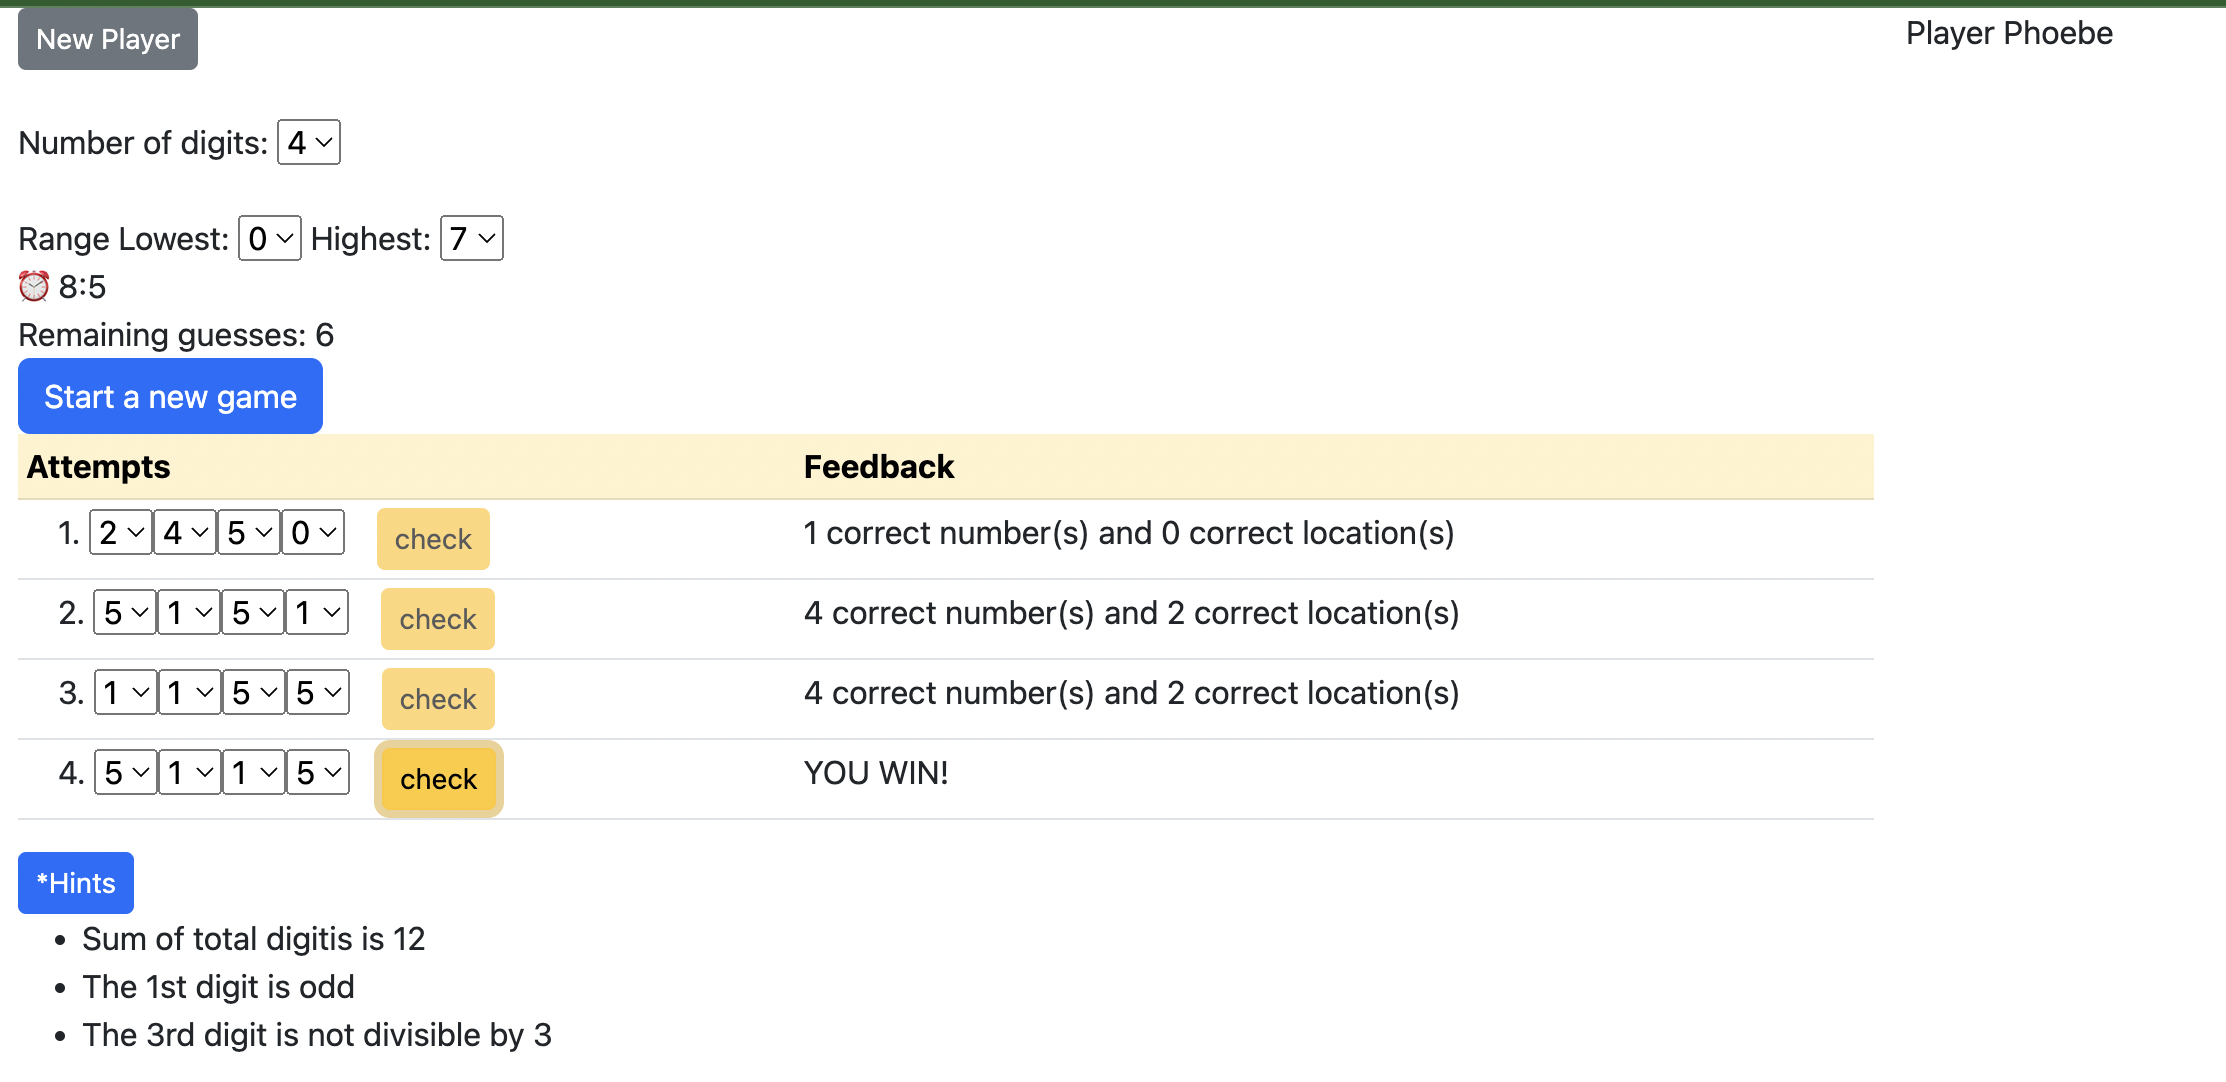 New Player
Player Phoebe
Number of digits: 4
Range Lowest: 0 Highest: 7
8:5
Remaining guesses: 6
Start a new game
Attempts Feedback
1. 2 4 5 0 check 1 correct number(s) and 0 correct location(s)
2. 5 1 5 1 check 4 correct number(s) and 2 correct location(s)
3. 1 1 5 5 check 4 correct number(s) and 2 correct location(s)
4. 5 1 1 5 check YOU WIN!
*Hints
• Sum of total digitis is 12
• The 1st digit is odd
• The 3rd digit is not divisible by 3